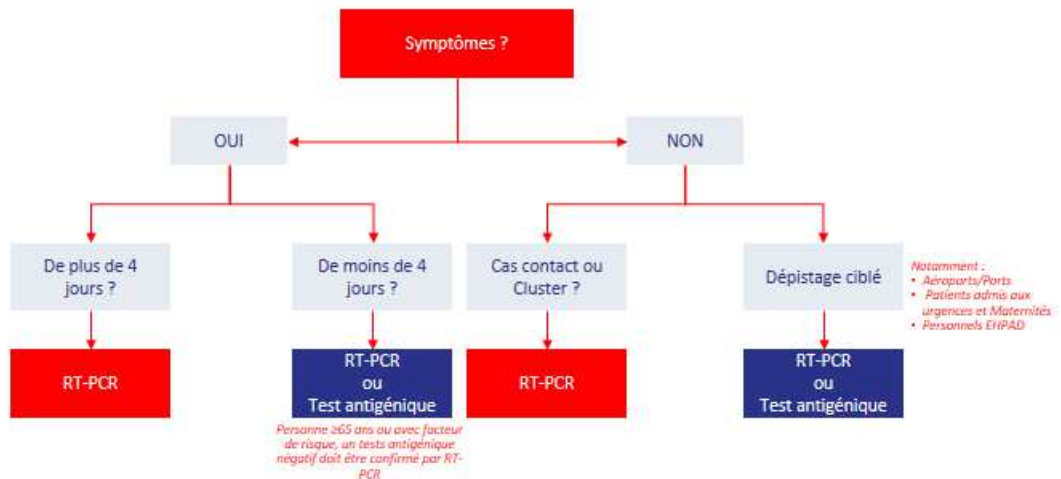 Symptômes ?
OUI
NON
De plus de 4
jours ?
De moins de 4
jours ?
Cas contact ou
Cluster ?
Dépistage ciblé
Notamment :
• Aéroports/Ports
• Patients admis aux
urgences et Maternités
• Personnels EHPAD
RT-PCR
RT-PCR
ou
Test antigénique
RT-PCR
RT-PCR
ou
Test antigénique
Personne ≥65 ans ou avec facteur
de risque, un tests antigénique
négatif doit être confirmé par RT-
PCR